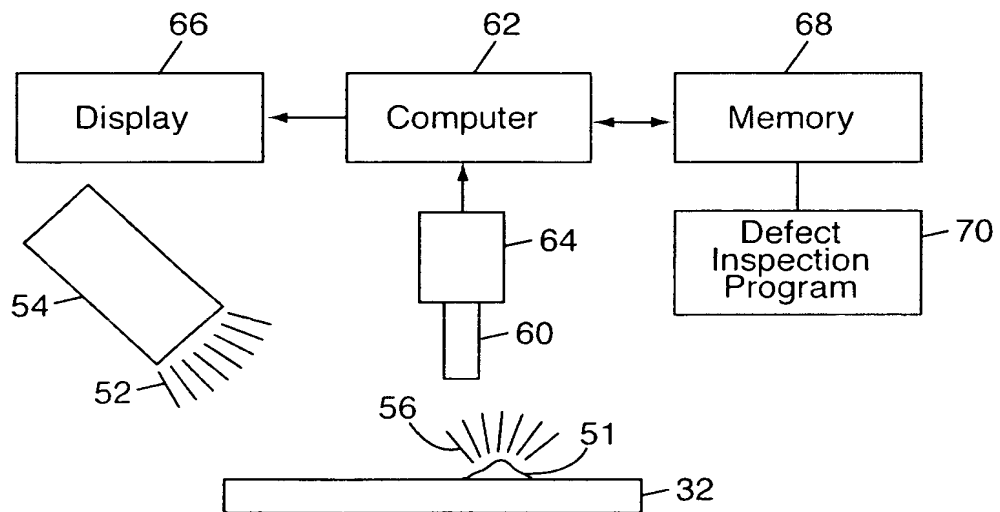 66
62
68
Display
Computer
Memory
64
Defect
Inspection
Program
70
54
60
52
56
51
32